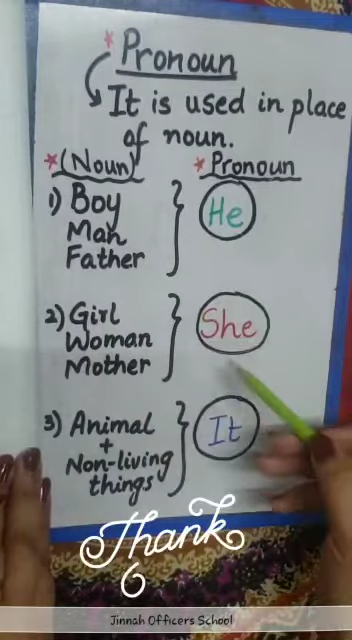 * Pronoun
It is used in place
of noun.
* (Noun) * Pronoun
1) Boy
Man
Father
He
2) Girl
Woman
Mother
She
3) Animal
+
Non-living
things
It
Thank
Jinnah Officers School